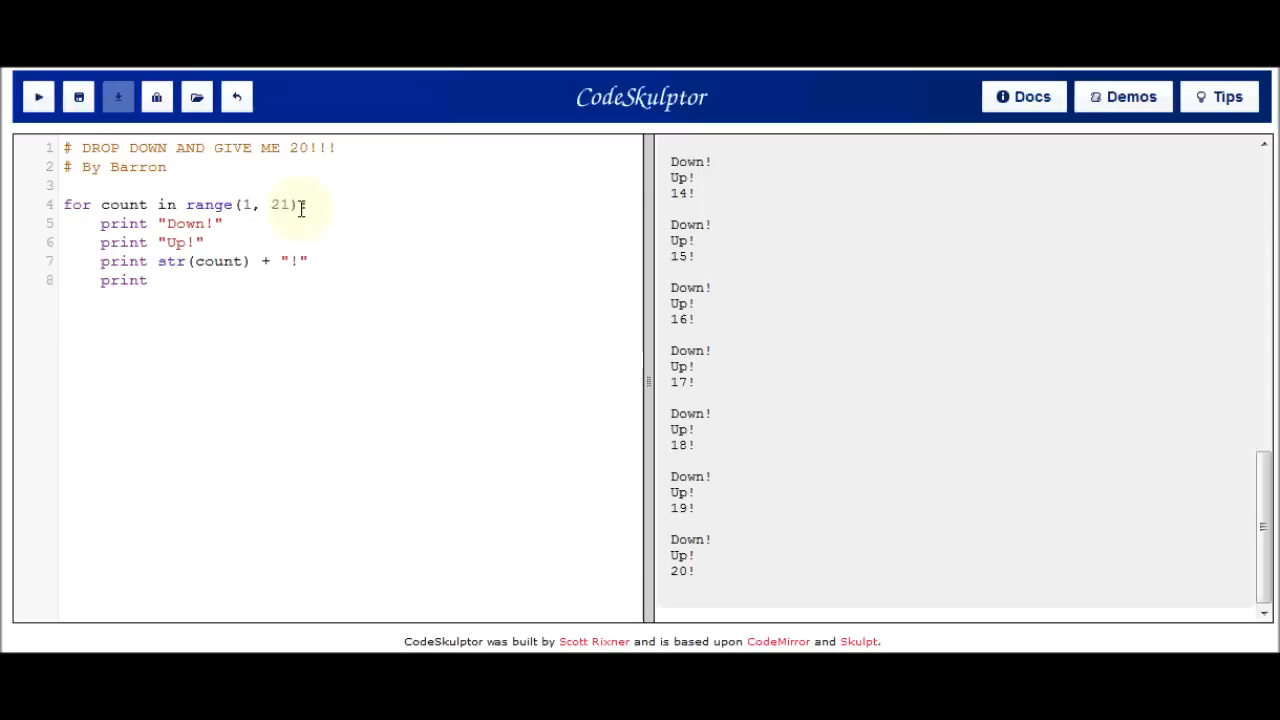 CodeSkulptor
Docs
Demos
Tips
1 # DROP DOWN AND GIVE ME 20!!!
2 # By Barron
3
4 for count in range(1, 21):
5 print "Down!"
6 print "Up!"
7 print str(count) + "!"
8 print
Down!
Up!
14!
Down!
Up!
15!
Down!
Up!
16!
Down!
Up!
17!
Down!
Up!
18!
Down!
Up!
19!
Down!
Up!
20!
CodeSkulptor was built by Scott Rixner and is based upon CodeMirror and Skulpt.